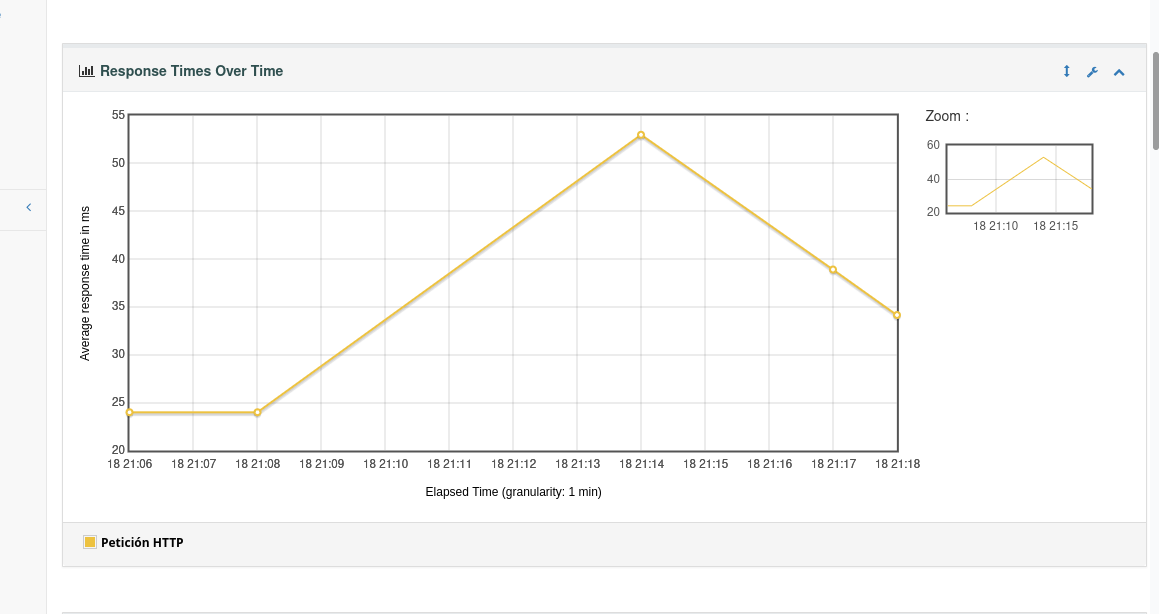 Response Times Over Time
Zoom :
55
50
45
40
35
30
25
20
Average response time in ms
18 21:06 18 21:07 18 21:08 18 21:09 18 21:10 18 21:11 18 21:12 18 21:13 18 21:14 18 21:15 18 21:16 18 21:17 18 21:18
Elapsed Time (granularity: 1 min)
60
40
20
18 21:10 18 21:15
Petición HTTP